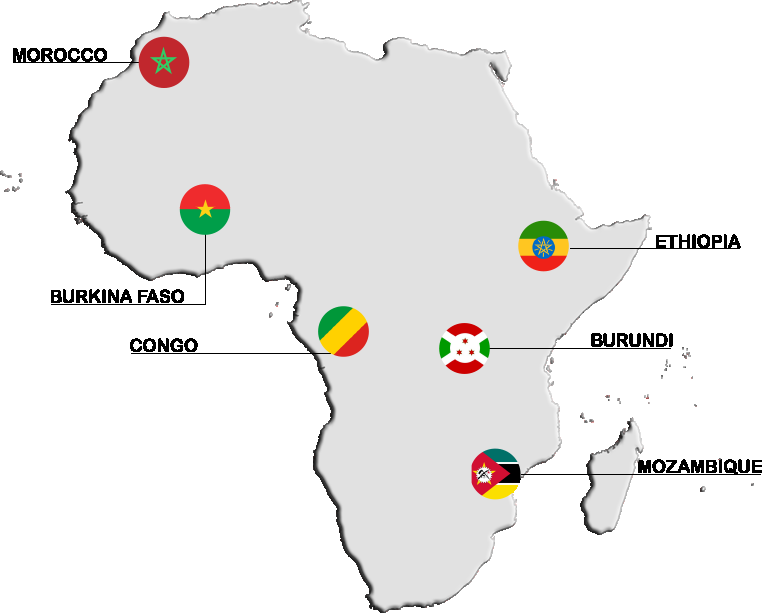 MOROCCO
ETHIOPIA
BURKINA FASO
BURUNDI
CONGO
MOZAMBIQUE